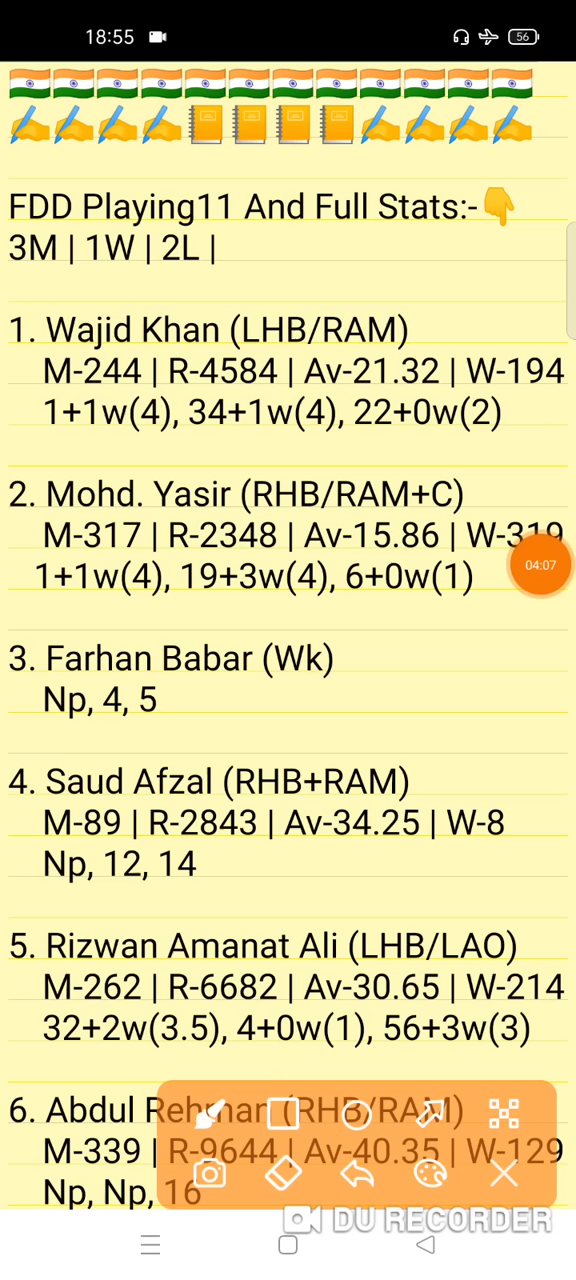 18:55
56
FDD Playing11 And Full Stats:-👇
3M | 1W | 2L |
1. Wajid Khan (LHB/RAM)
M-244 | R-4584 | Av-21.32 | W-194
1+1w(4), 34+1w(4), 22+0w(2)
2. Mohd. Yasir (RHB/RAM+C)
M-317 | R-2348 | Av-15.86 | W-319
1+1w(4), 19+3w(4), 6+0w(1)
04:07
3. Farhan Babar (Wk)
Np, 4, 5
4. Saud Afzal (RHB+RAM)
M-89 | R-2843 | Av-34.25 | W-8
Np, 12, 14
5. Rizwan Amanat Ali (LHB/LAO)
M-262 | R-6682 | Av-30.65 | W-214
32+2w(3.5), 4+0w(1), 56+3w(3)
6. Abdul Rehman (RHB/RAM)
M-339 | R-9644 | Av-40.35 | W-129
Np, Np, 16
DU RECORDER